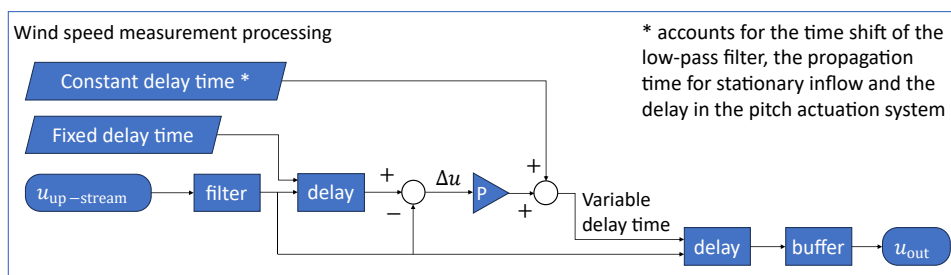 Wind speed measurement processing
* accounts for the time shift of the
low-pass filter, the propagation
time for stationary inflow and the
delay in the pitch actuation system
Constant delay time *
Fixed delay time
u_up−stream
filter
delay
+
−
Δu
P
+
+
Variable
delay time
delay
buffer
u_out